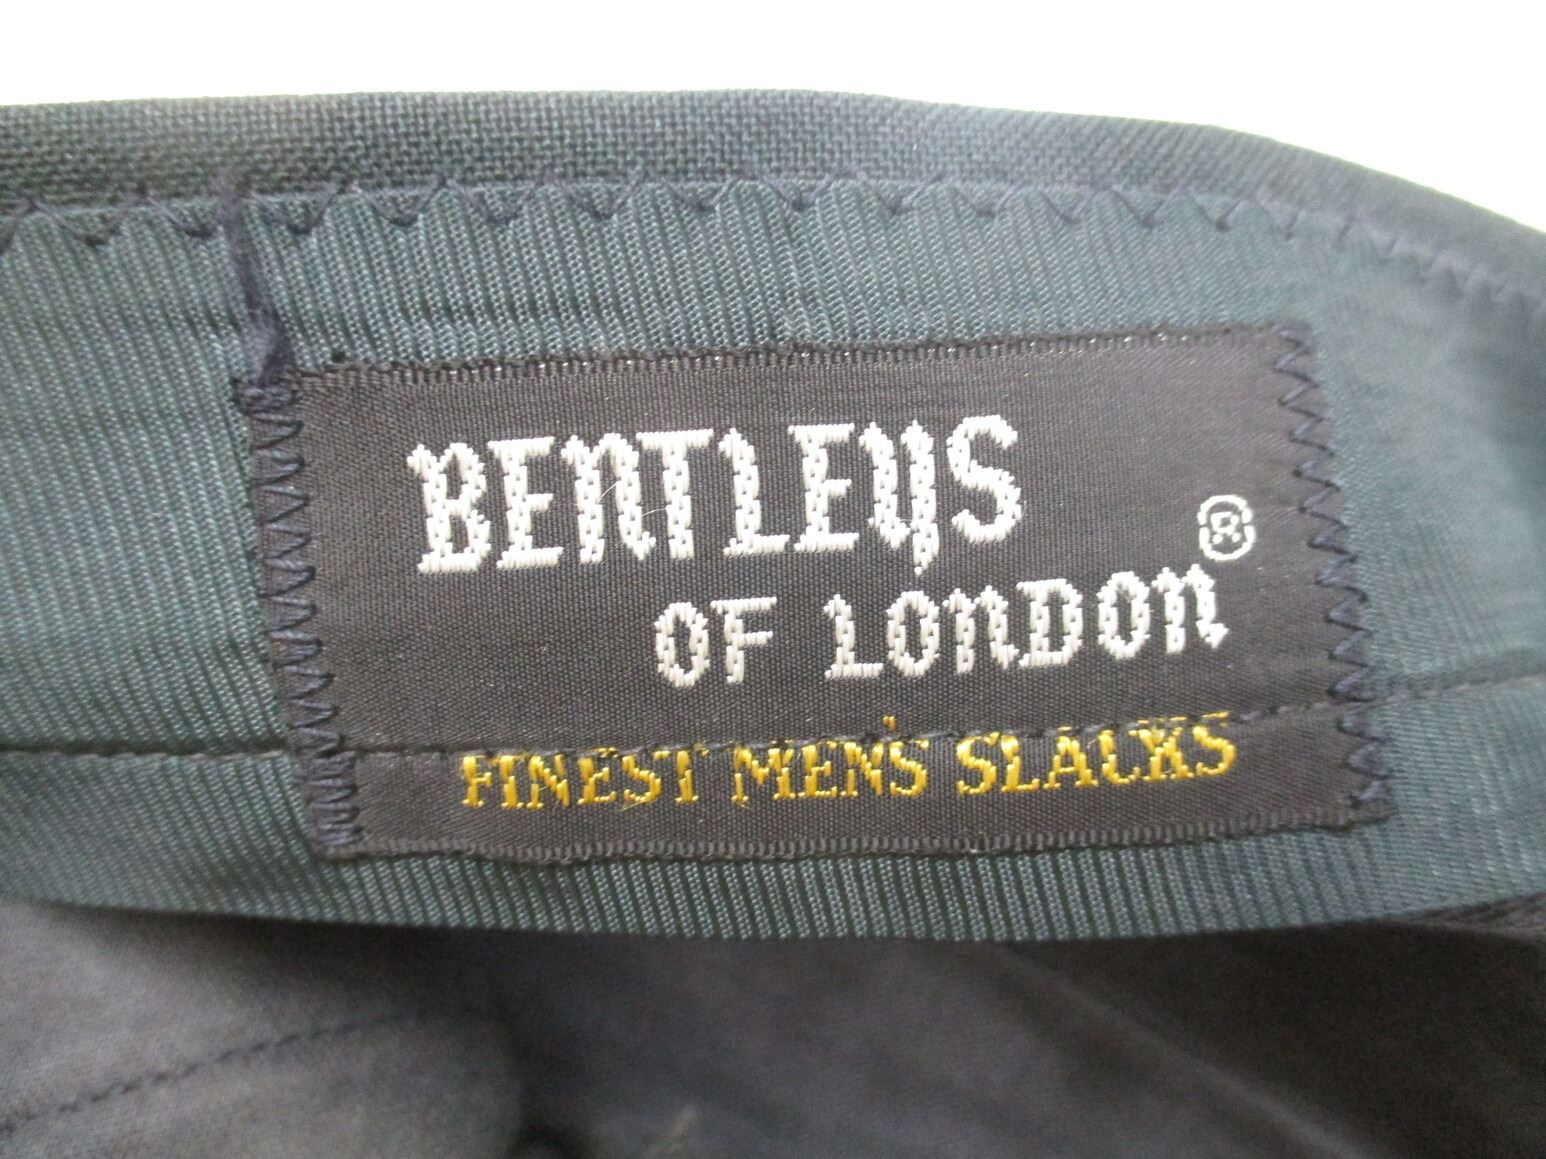 BENTLEYS
®
OF LONDON
FINEST MEN'S SLACKS